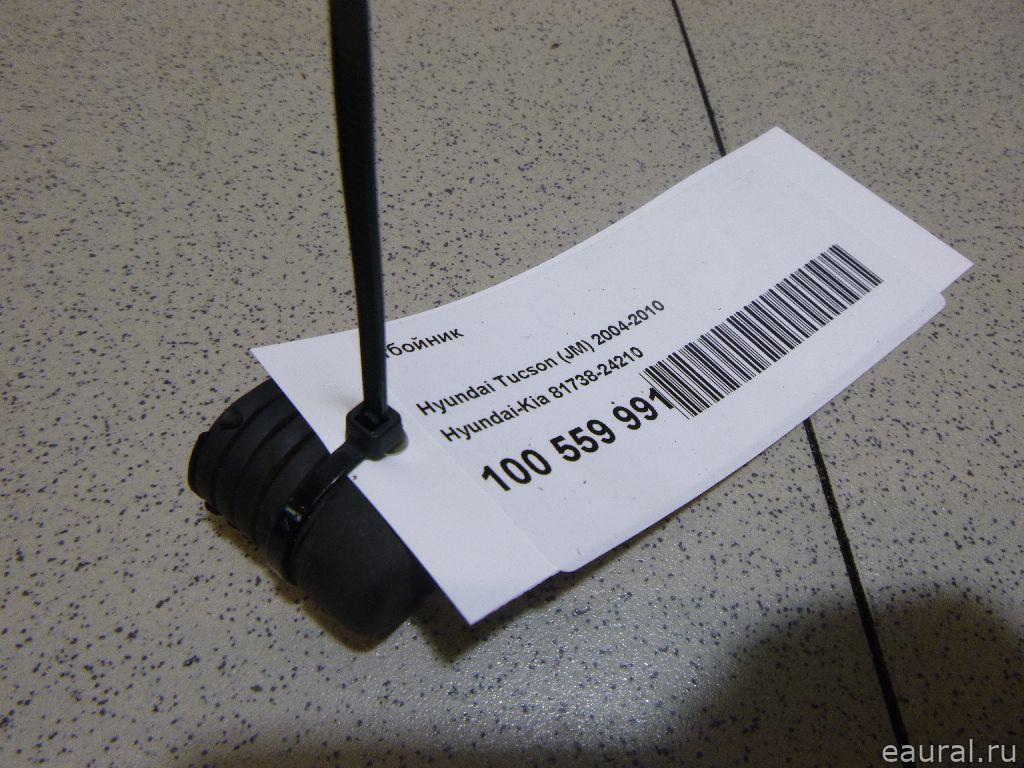 бойник
Hyundai Tucson (JM) 2004-2010
Hyundai-Kia 81738-24210
100 559 991
eaural.ru